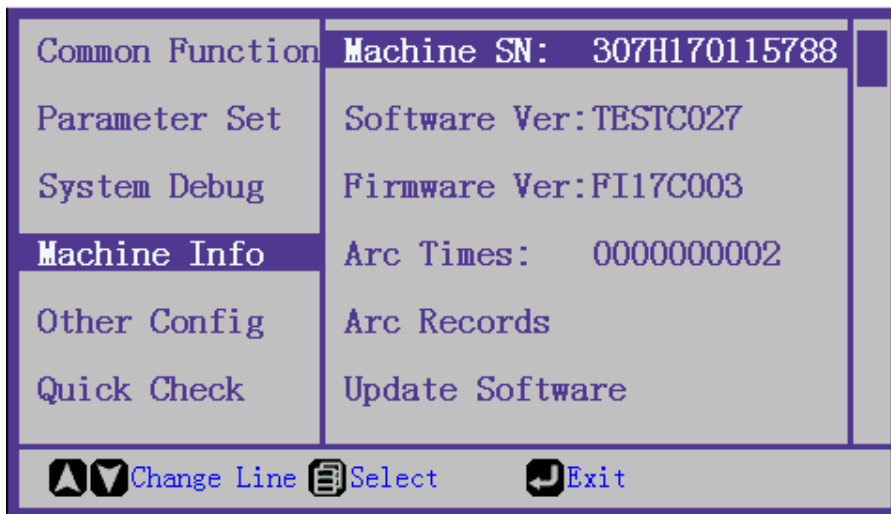 Common Function
Parameter Set
System Debug
Machine Info
Other Config
Quick Check
Machine SN: 307H170115788
Software Ver:TESTC027
Firmware Ver:FI17C003
Arc Times: 0000000002
Arc Records
Update Software
Change Line Select Exit